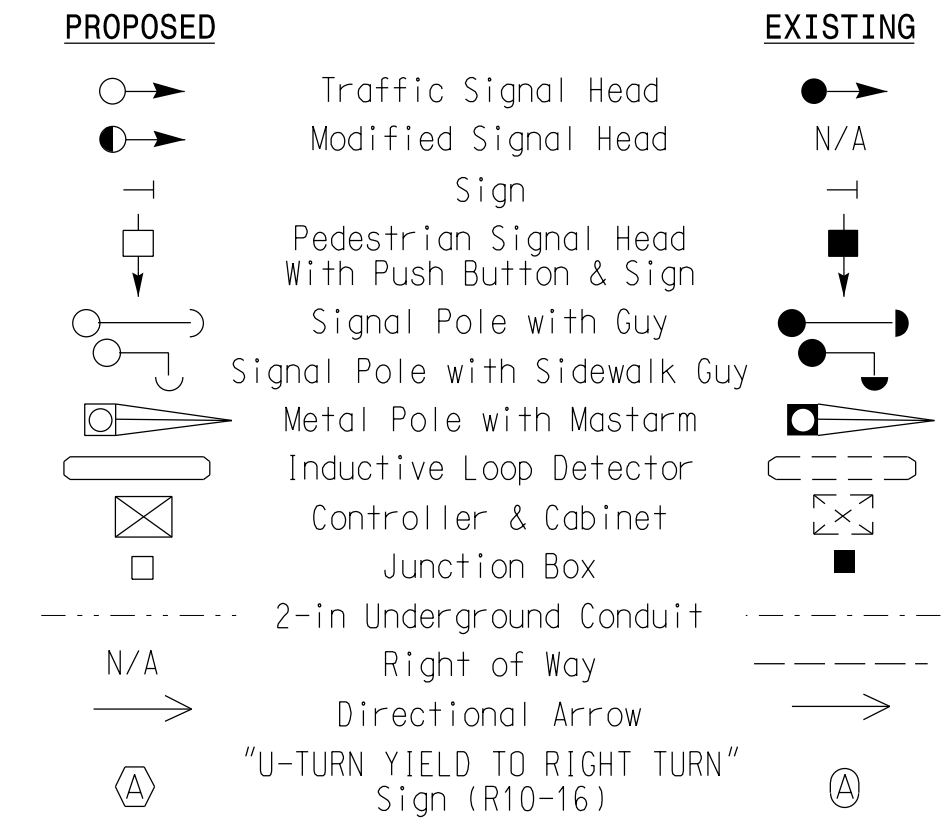 PROPOSED EXISTING
Traffic Signal Head
Modified Signal Head N/A
Sign
Pedestrian Signal Head
With Push Button & Sign
Signal Pole with Guy
Signal Pole with Sidewalk Guy
Metal Pole with Mastarm
Inductive Loop Detector
Controller & Cabinet
Junction Box
2-in Underground Conduit
N/A Right of Way
Directional Arrow
"U-TURN YIELD TO RIGHT TURN"
A Sign (R10-16) A